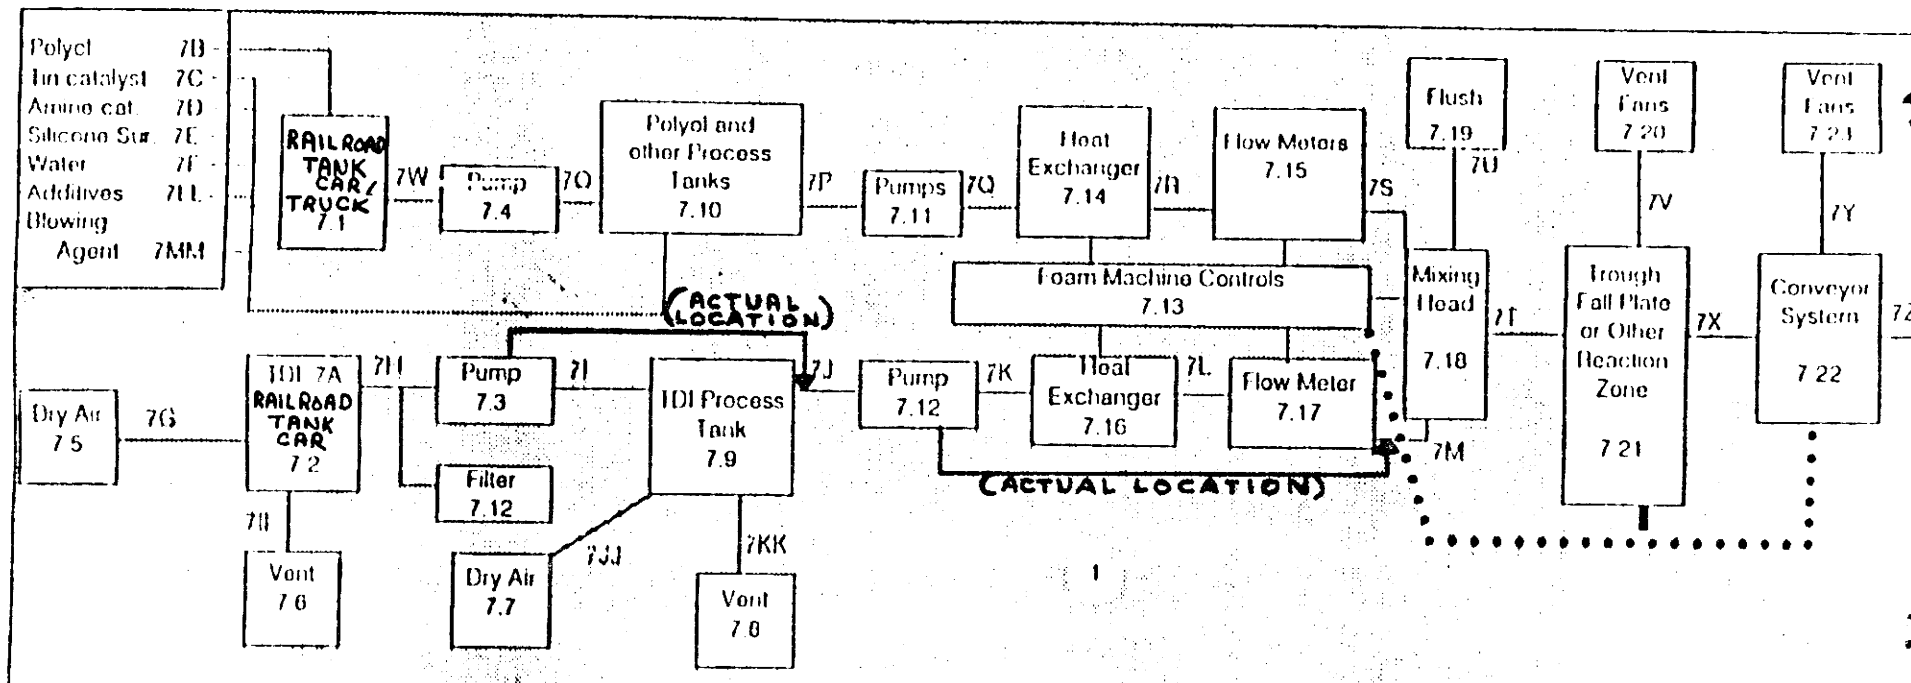 Polyol 7B
Tin catalyst 7C
Amine cat. 7D
Silicone Sur. 7E
Water 7F
Additives 7LL
Blowing
Agent 7MM
RAILROAD
TANK
CAR/
TRUCK
7.1
7W
Pump
7.4
7O
Polyol and
other Process
Tanks
7.10
7P
Pumps
7.11
7Q
Heat
Exchanger
7.14
7R
Flow Meters
7.15
7S
Flush
7.19
7U
Vent
Fans
7.20
7V
Vent
Fans
7.23
7Y
Foam Machine Controls
7.13
Mixing
Head
7.18
7T
Trough
Fall Plate
or Other
Reaction
Zone
7.21
7X
Conveyor
System
7.22
7Z
(ACTUAL
LOCATION)
Dry Air
7.5
7G
TDI 7A
RAILROAD
TANK
CAR
7.2
7H
Pump
7.3
7I
TDI Process
Tank
7.9
7J
Pump
7.12
7K
Heat
Exchanger
7.16
7L
Flow Meter
7.17
7M
(ACTUAL LOCATION)
Filter
7.12
7II
Vent
7.6
7JJ
Dry Air
7.7
7KK
Vent
7.8
1